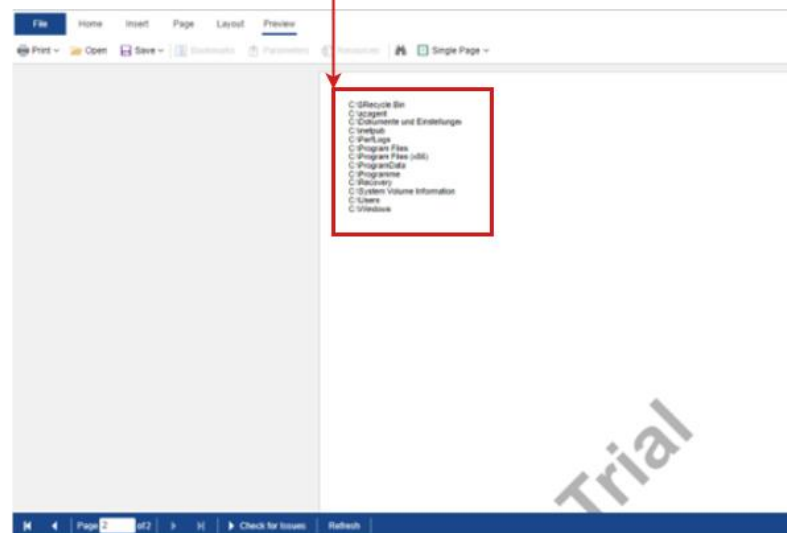 File Home Insert Page Layout Preview
Print Open Save Bookmarks Parameters Resources Single Page
C:\$Recycle.Bin
C:\azagent
C:\Dokumente und Einstellungen
C:\inetpub
C:\PerfLogs
C:\Program Files
C:\Program Files (x86)
C:\ProgramData
C:\Programme
C:\Recovery
C:\System Volume Information
C:\Users
C:\Windows
Trial
Page 2 of 2 Check for Issues Refresh